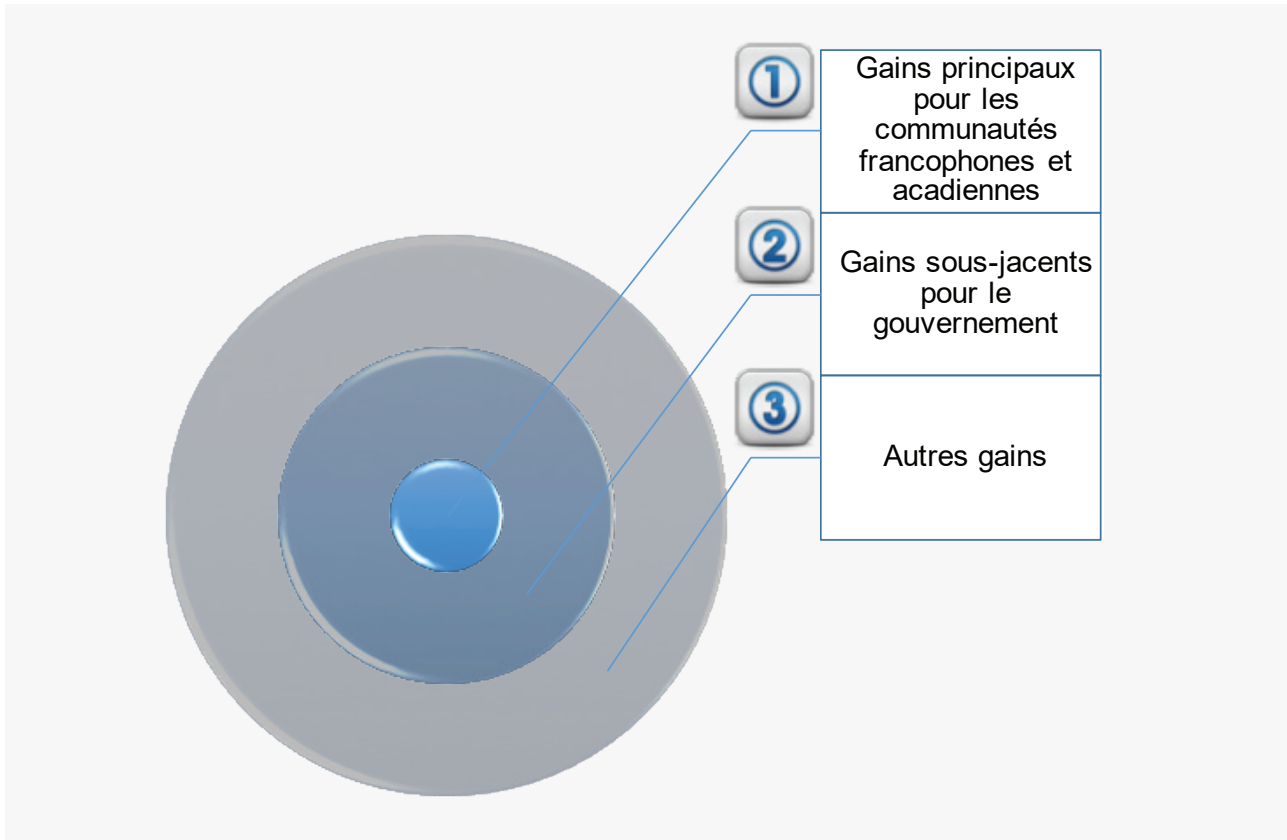 ①
Gains principaux
pour les
communautés
francophones et
acadiennes
②
Gains sous-jacents
pour le
gouvernement
③
Autres gains